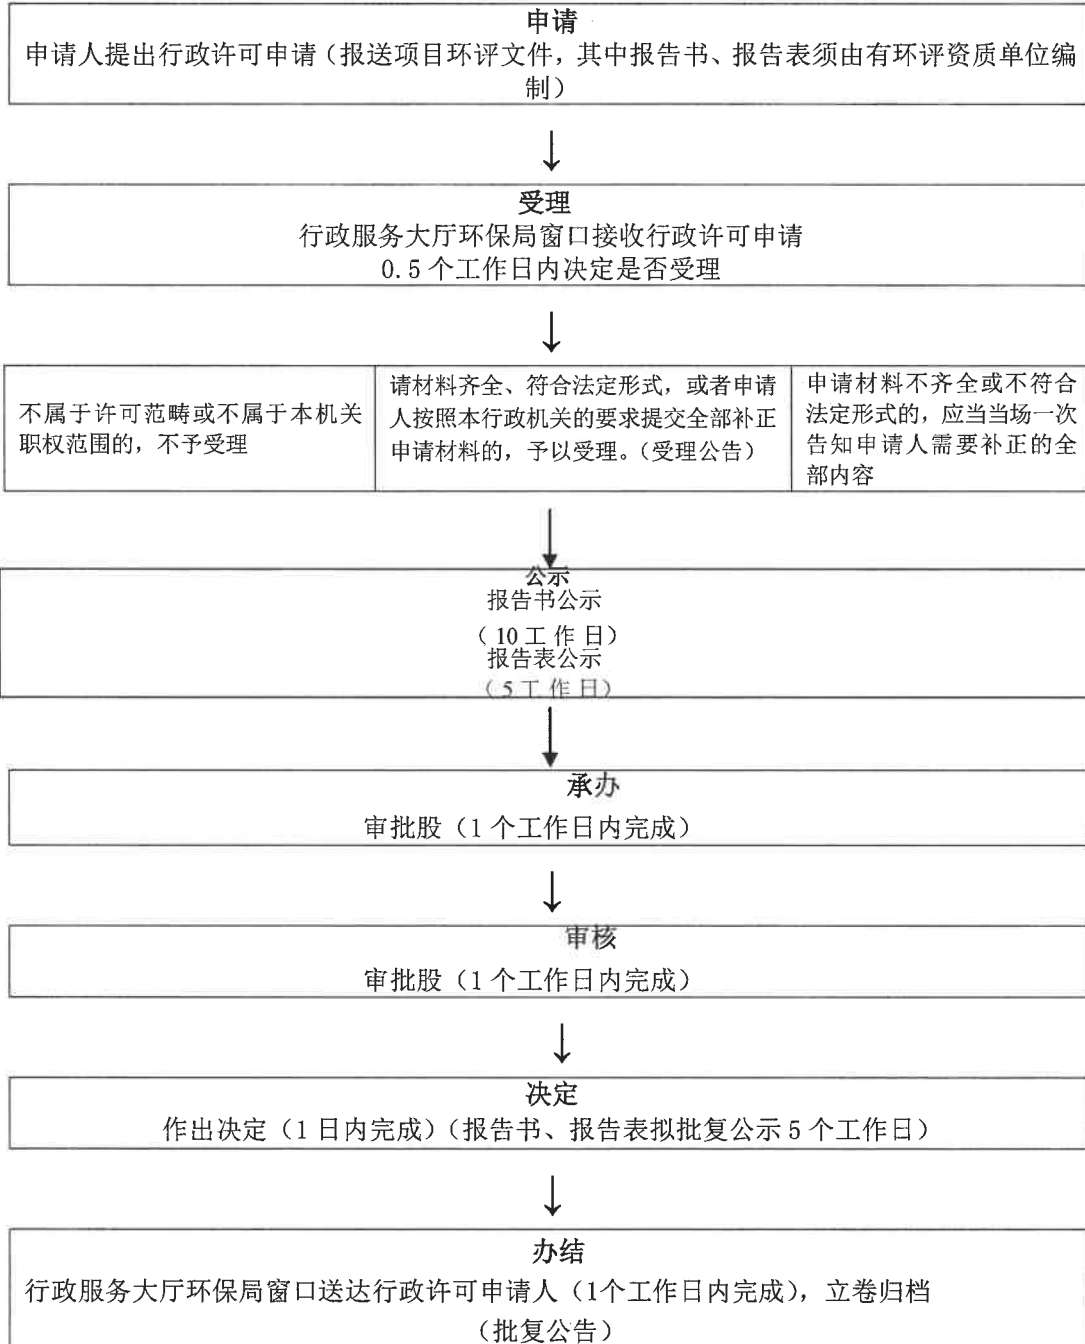 申请
申请人提出行政许可申请（报送项目环评文件，其中报告书、报告表须由有环评资质单位编
制）
↓
受理
行政服务大厅环保局窗口接收行政许可申请
0.5个工作日内决定是否受理
↓
不属于许可范畴或不属于本机关
职权范围的，不予受理
请材料齐全、符合法定形式，或者申请
人按照本行政机关的要求提交全部补正
申请材料的，予以受理。（受理公告）
申请材料不齐全或不符合
法定形式的，应当当场一次
告知申请人需要补正的全
部内容
公示
报告书公示
（10工作日）
报告表公示
（5工作日）
承办
审批股（1个工作日内完成）
↓
审核
审批股（1个工作日内完成）
↓
决定
作出决定（1日内完成）（报告书、报告表拟批复公示5个工作日）
↓
办结
行政服务大厅环保局窗口送达行政许可申请人（1个工作日内完成），立卷归档
（批复公告）